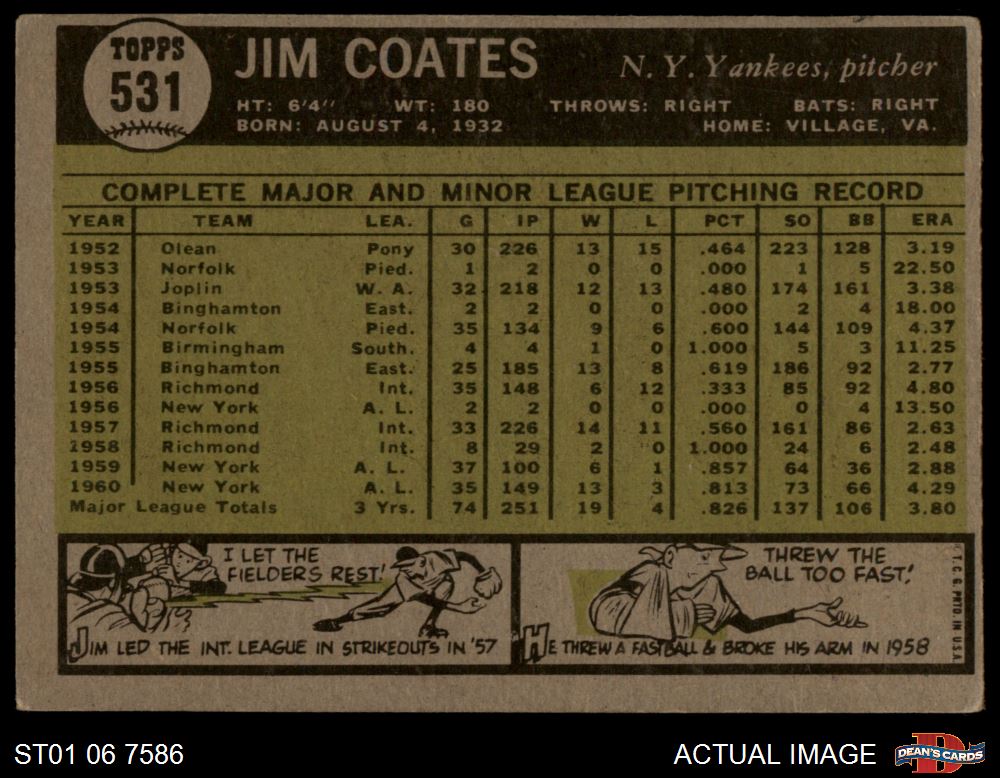 TOPPS
531
JIM COATES
N. Y. Yankees, pitcher
HT: 6'4" WT: 180 THROWS: RIGHT BATS: RIGHT
BORN: AUGUST 4, 1932 HOME: VILLAGE, VA.
COMPLETE MAJOR AND MINOR LEAGUE PITCHING RECORD
YEAR TEAM LEA. G IP W L PCT SO BB ERA
1952 Olean Pony 30 226 13 15 .464 223 128 3.19
1953 Norfolk Pied. 1 2 0 0 .000 1 5 22.50
1953 Joplin W. A. 32 218 12 13 .480 174 161 3.38
1954 Binghamton East. 2 2 0 0 .000 2 4 18.00
1954 Norfolk Pied. 35 134 9 6 .600 144 109 4.37
1955 Birmingham South. 4 4 1 0 1.000 5 3 11.25
1955 Binghamton East. 25 185 13 8 .619 186 92 2.77
1956 Richmond Int. 35 148 6 12 .333 85 92 4.80
1956 New York A. L. 2 2 0 0 .000 0 4 13.50
1957 Richmond Int. 33 226 14 11 .560 161 86 2.63
1958 Richmond Int. 8 29 2 0 1.000 24 6 2.48
1959 New York A. L. 37 100 6 1 .857 64 36 2.88
1960 New York A. L. 35 149 13 3 .813 73 66 4.29
Major League Totals 3 Yrs. 74 251 19 4 .826 137 106 3.80
I LET THE
FIELDERS REST!
JIM LED THE INT. LEAGUE IN STRIKEOUTS IN '57
THREW THE
BALL TOO FAST!
HE THREW A FASTBALL & BROKE HIS ARM IN 1958
T. C. G. PRTD. IN U.S.A.
ST01 06 7586
ACTUAL IMAGE
DEAN'S CARDS